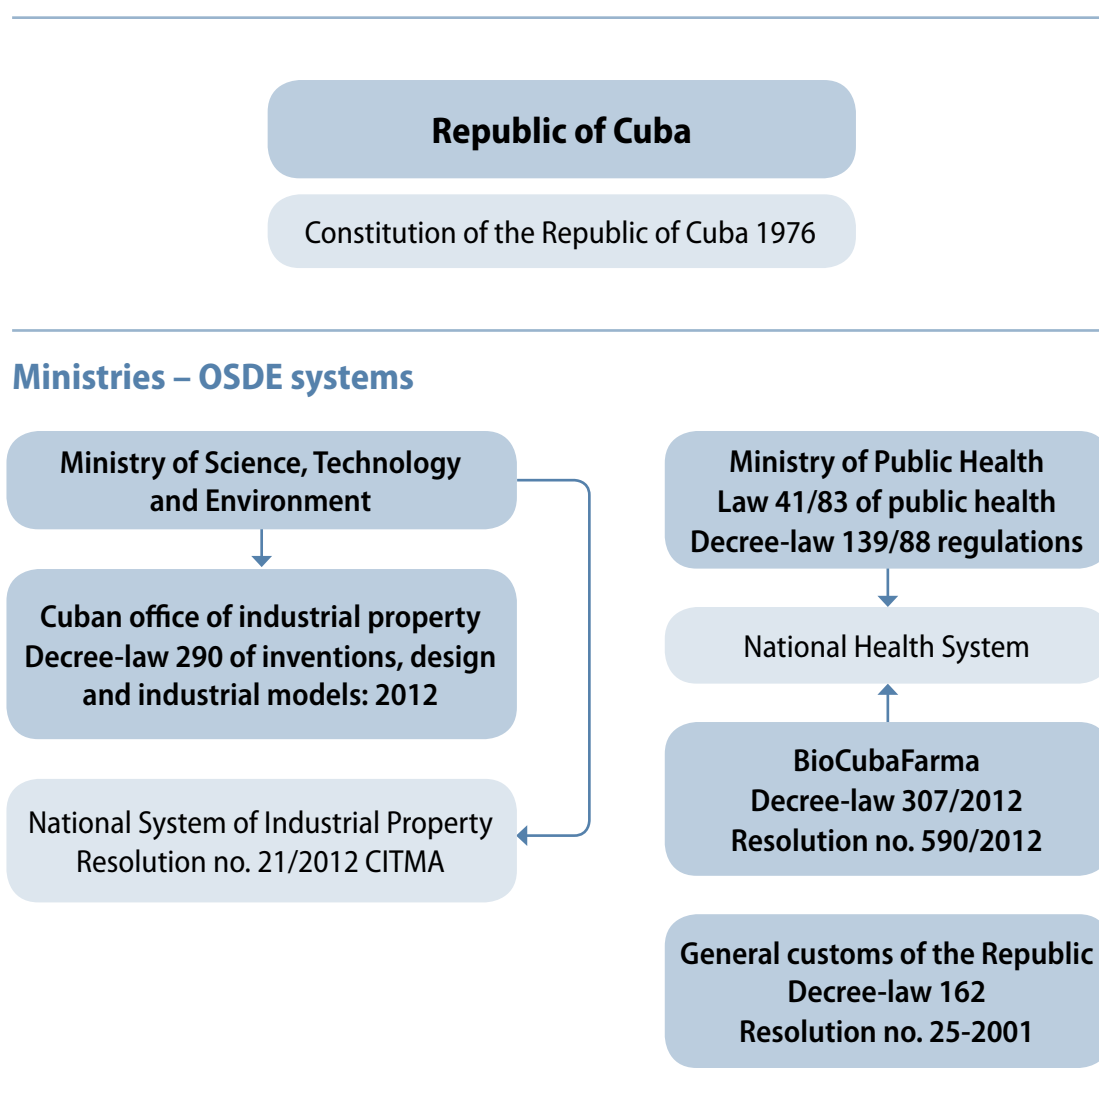 Republic of Cuba
Constitution of the Republic of Cuba 1976
Ministries – OSDE systems
Ministry of Science, Technology
and Environment
Cuban office of industrial property
Decree-law 290 of inventions, design
and industrial models: 2012
National System of Industrial Property
Resolution no. 21/2012 CITMA
Ministry of Public Health
Law 41/83 of public health
Decree-law 139/88 regulations
National Health System
BioCubaFarma
Decree-law 307/2012
Resolution no. 590/2012
General customs of the Republic
Decree-law 162
Resolution no. 25-2001